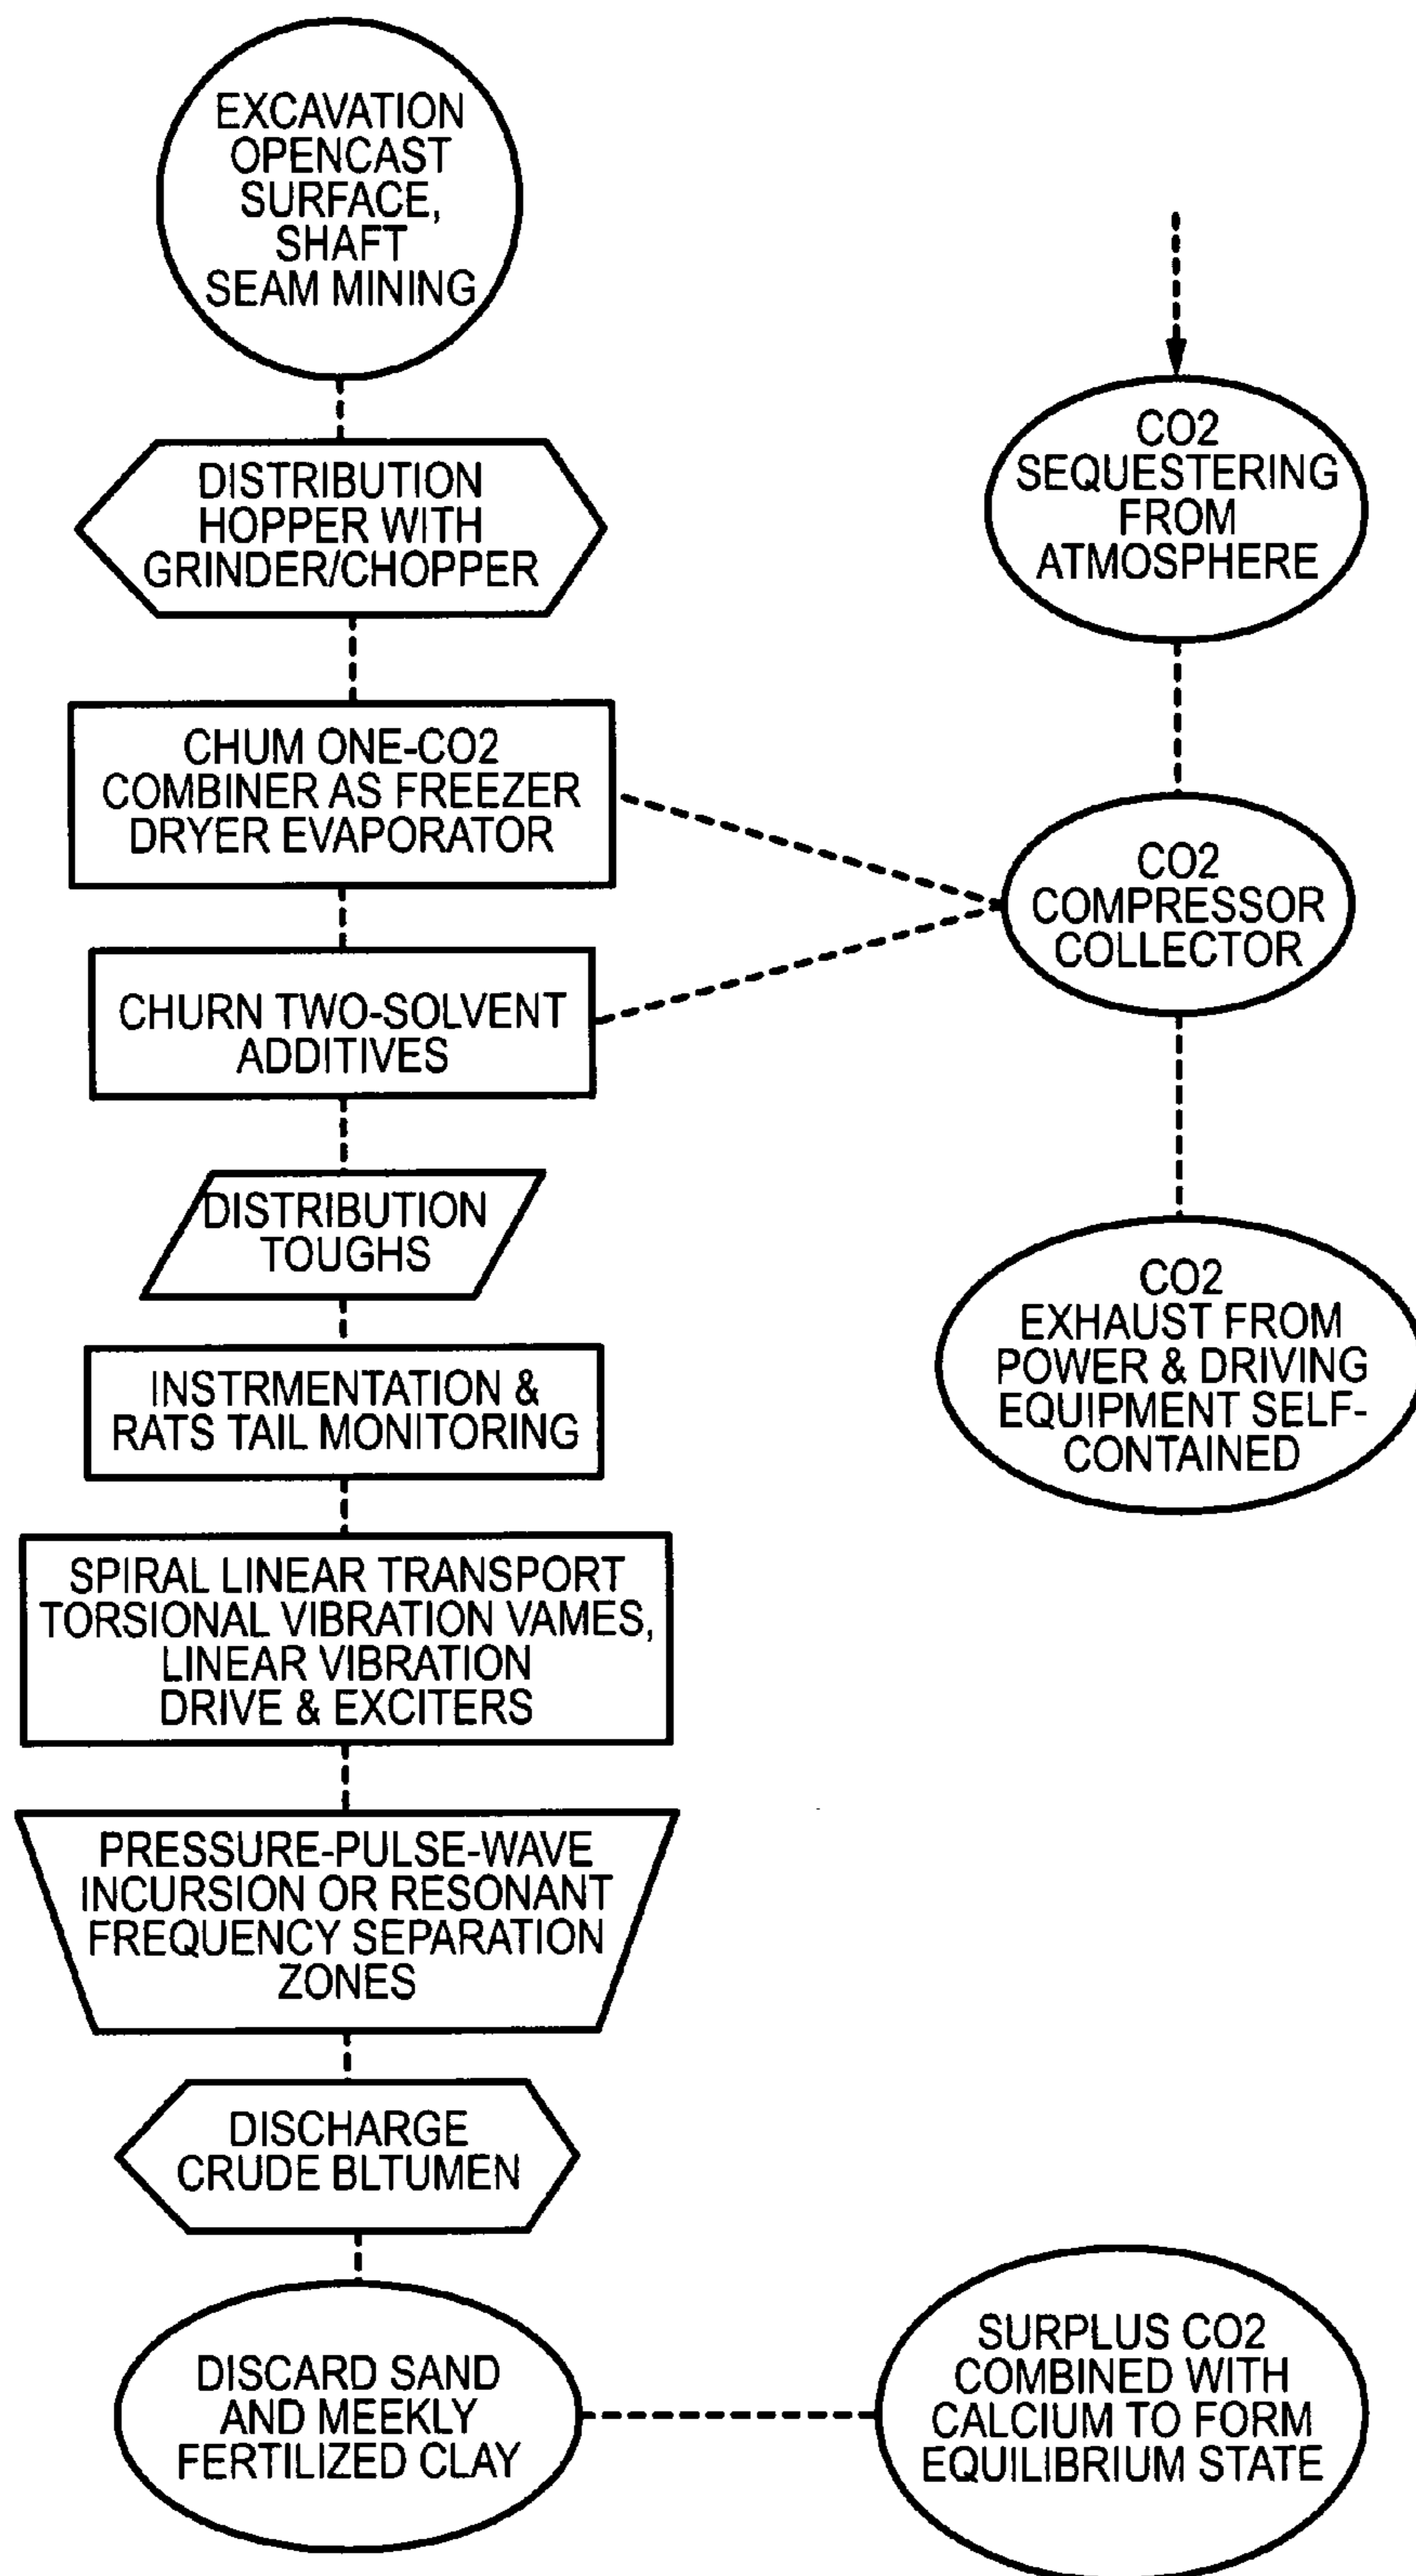 EXCAVATION
OPENCAST
SURFACE,
SHAFT
SEAM MINING
DISTRIBUTION
HOPPER WITH
GRINDER/CHOPPER
CHUM ONE-CO2
COMBINER AS FREEZER
DRYER EVAPORATOR
CHURN TWO-SOLVENT
ADDITIVES
DISTRIBUTION
TOUGHS
INSTRMENTATION &
RATS TAIL MONITORING
SPIRAL LINEAR TRANSPORT
TORSIONAL VIBRATION VAMES,
LINEAR VIBRATION
DRIVE & EXCITERS
PRESSURE-PULSE-WAVE
INCURSION OR RESONANT
FREQUENCY SEPARATION
ZONES
DISCHARGE
CRUDE BLTUMEN
DISCARD SAND
AND MEEKLY
FERTILIZED CLAY
CO2
SEQUESTERING
FROM
ATMOSPHERE
CO2
COMPRESSOR
COLLECTOR
CO2
EXHAUST FROM
POWER & DRIVING
EQUIPMENT SELF-
CONTAINED
SURPLUS CO2
COMBINED WITH
CALCIUM TO FORM
EQUILIBRIUM STATE